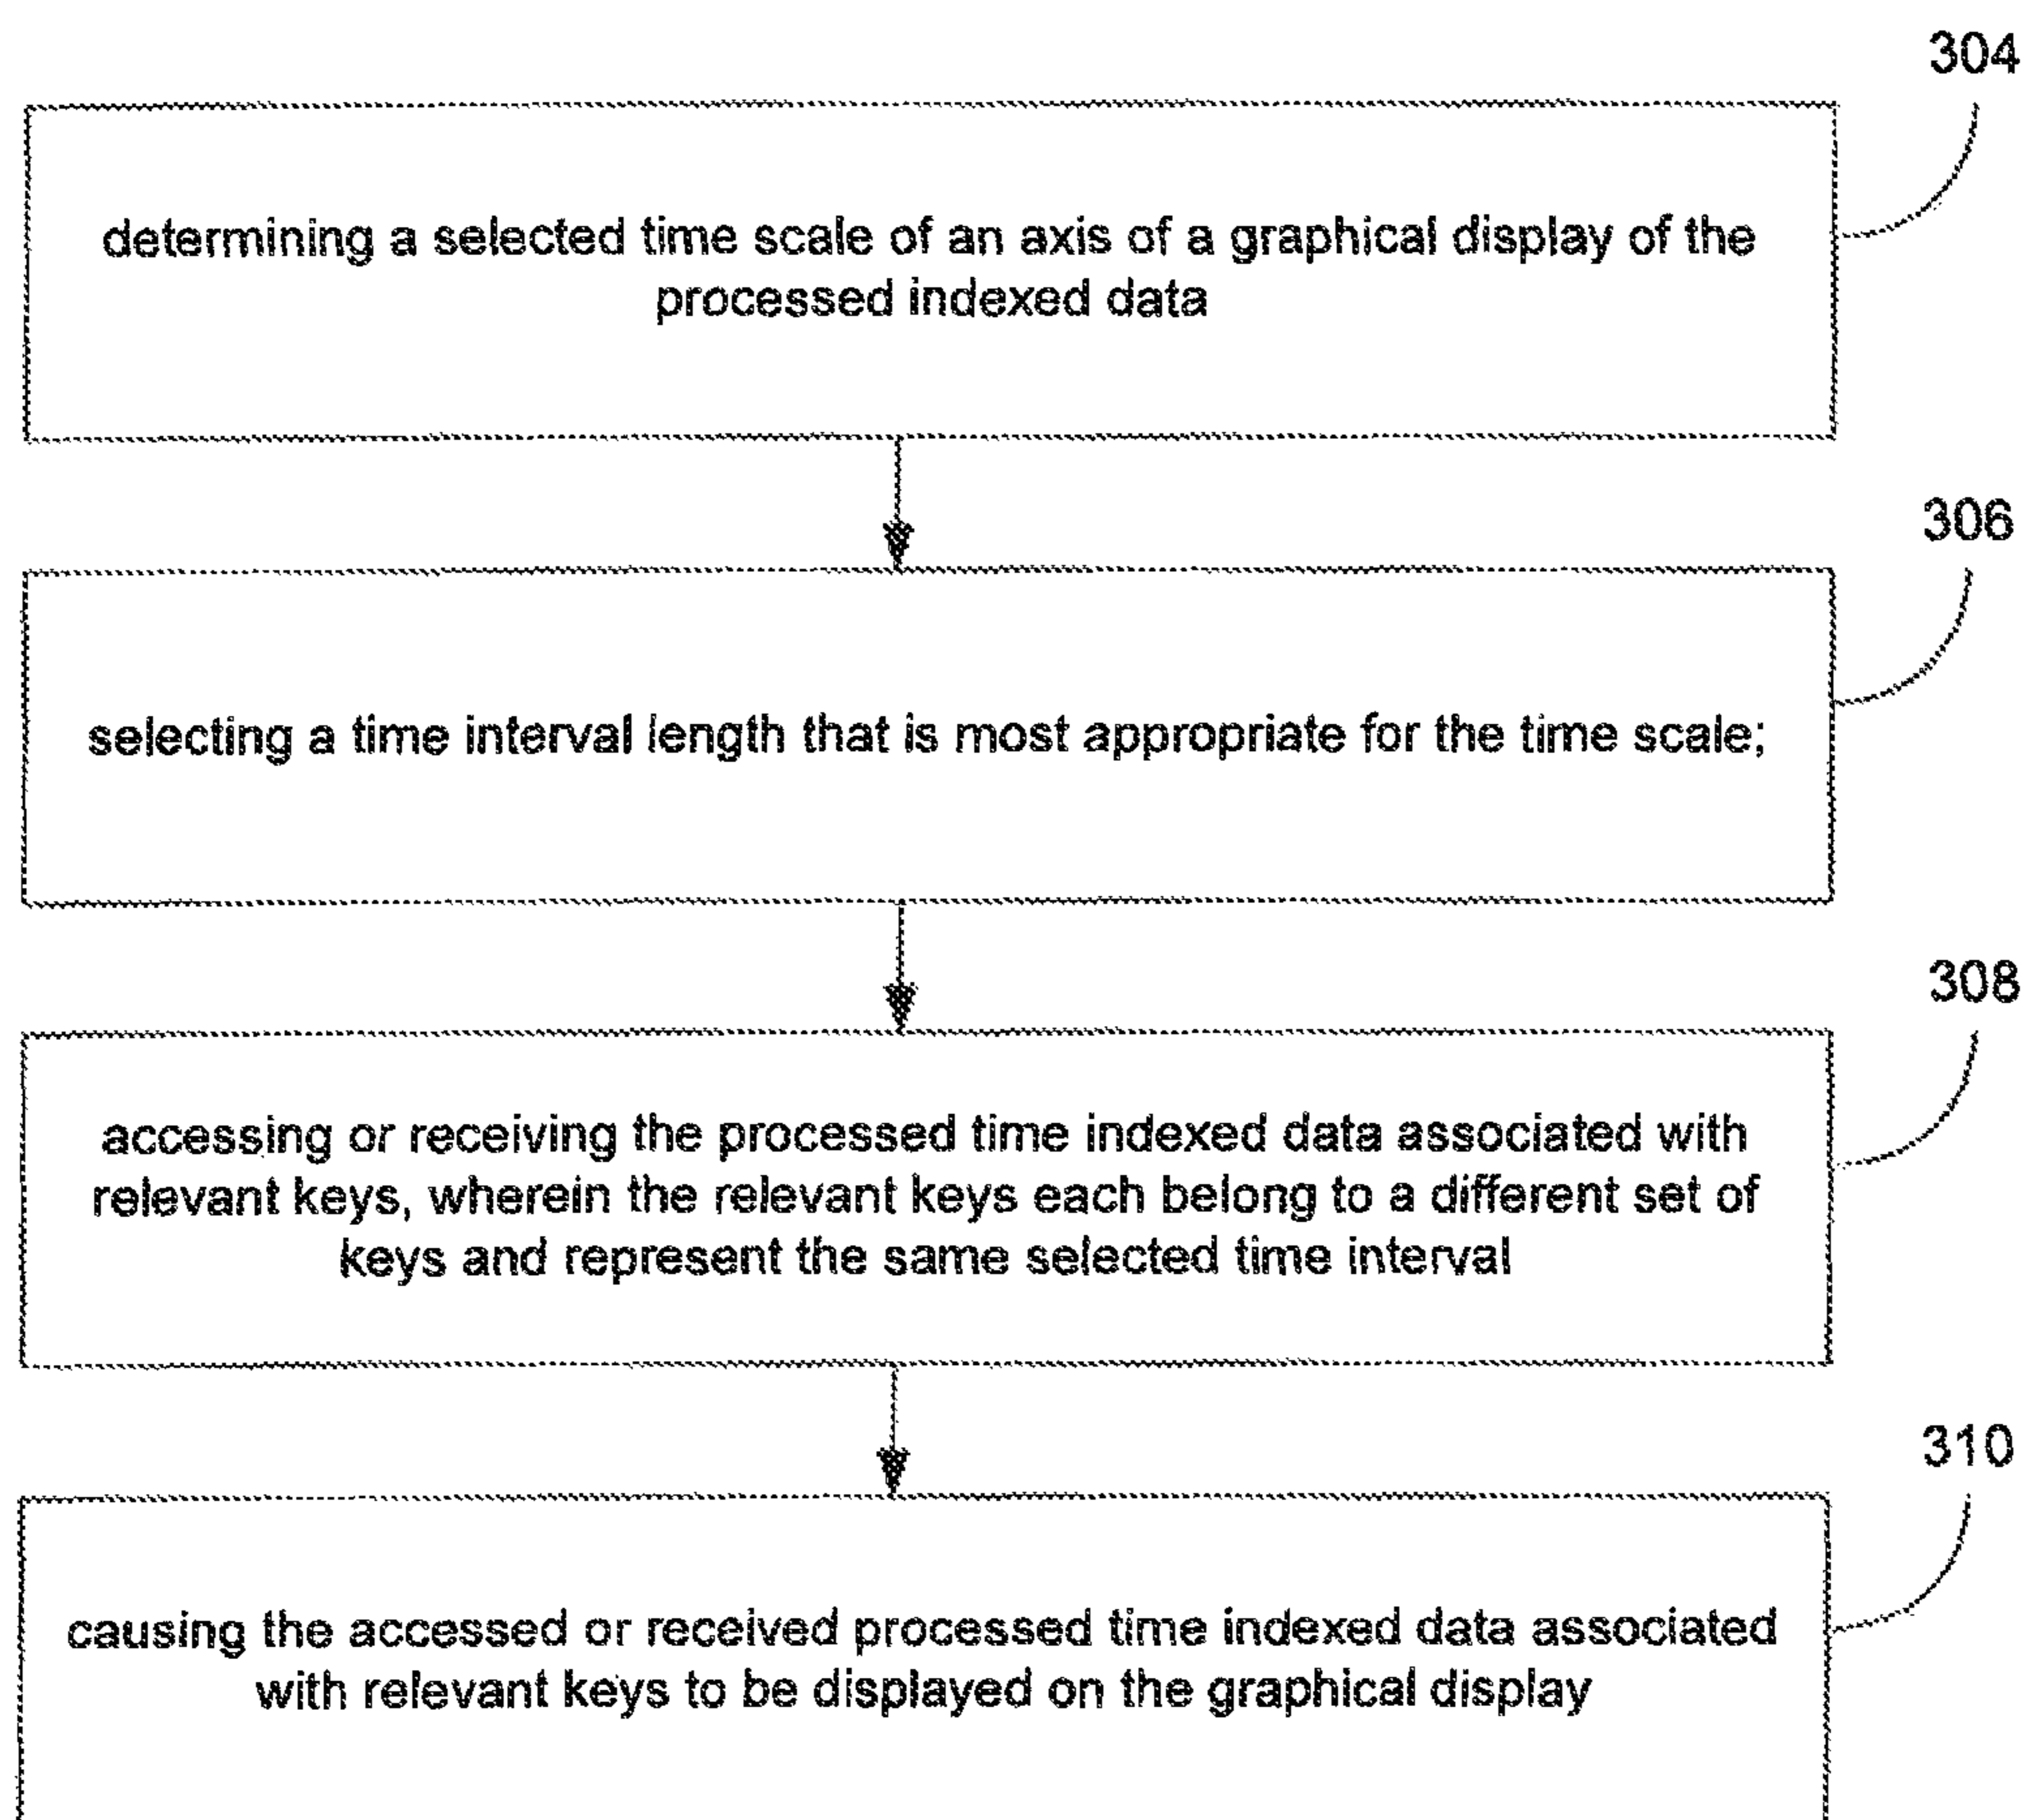 304
determining a selected time scale of an axis of a graphical display of the
processed indexed data
306
selecting a time interval length that is most appropriate for the time scale;
308
accessing or receiving the processed time indexed data associated with
relevant keys, wherein the relevant keys each belong to a different set of
keys and represent the same selected time interval
310
causing the accessed or received processed time indexed data associated
with relevant keys to be displayed on the graphical display